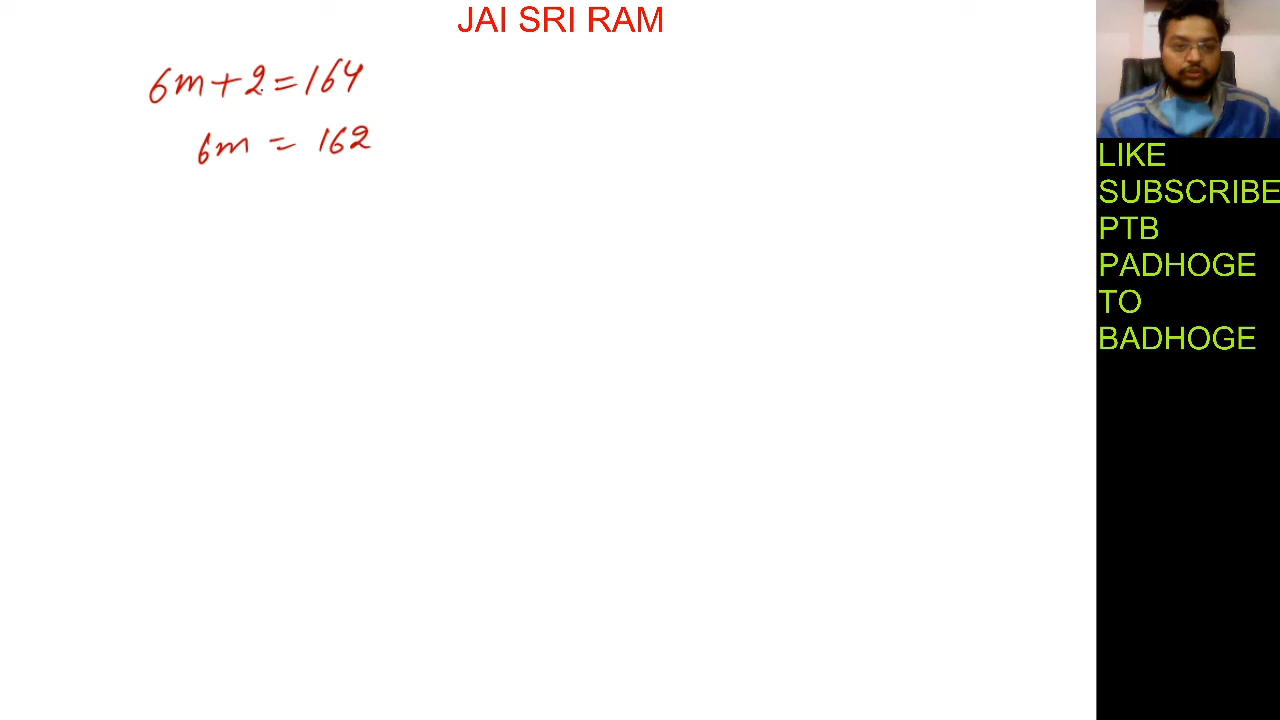 JAI SRI RAM
6m+2=164
6m = 162
LIKE
SUBSCRIBE
PTB
PADHOGE
TO
BADHOGE